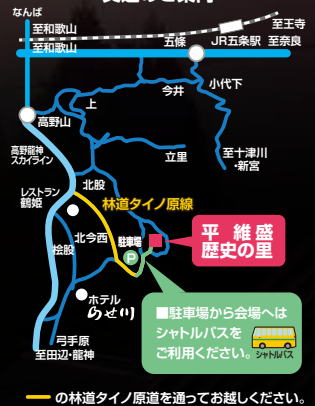 なんば
至王寺
至和歌山
至和歌山
五條
JR五条駅
至奈良
小代下
今井
上
高野山
高野龍神
スカイライン
立里
至十津川
・新宮
北股
レストラン
鶴姫
林道タイノ原線
北今西
駐車場
P
平 維盛
歴史の里
桧股
ホテル
らせ川
■駐車場から会場へは
シャトルバスを
ご利用ください。
シャトルバス
弓手原
至田辺・龍神
の林道タイノ原道を通ってお越しください。